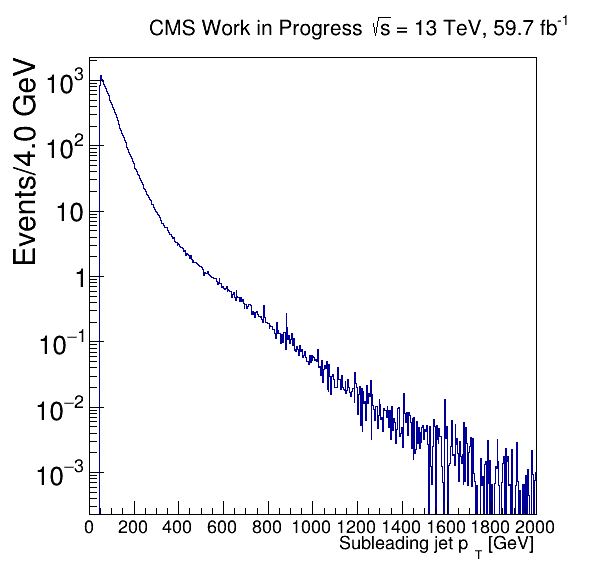 CMS Work in Progress √s = 13 TeV, 59.7 fb⁻¹
Events/4.0 GeV
10³
10²
10
1
10⁻¹
10⁻²
10⁻³
0 200 400 600 800 1000 1200 1400 1600 1800 2000
Subleading jet p_T [GeV]